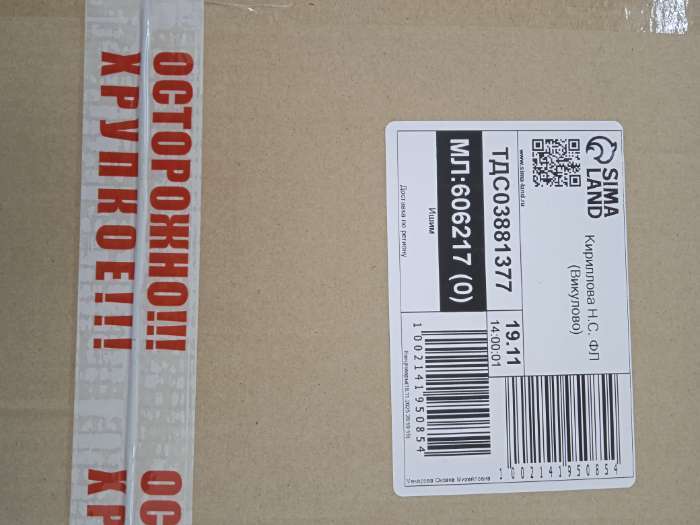 ОСТОРОЖНО!!!
ХРУПКОЕ!!!
ОС
ХР
SIMA
LAND
Кириллова Н.С. ФЛ
(Викулово)
www.sima-land.ru
ТДС03881377
19.11
14:00:01
МЛ:606217 (0)
Ишим
Доставка по региону
1002141950854
1002141950854